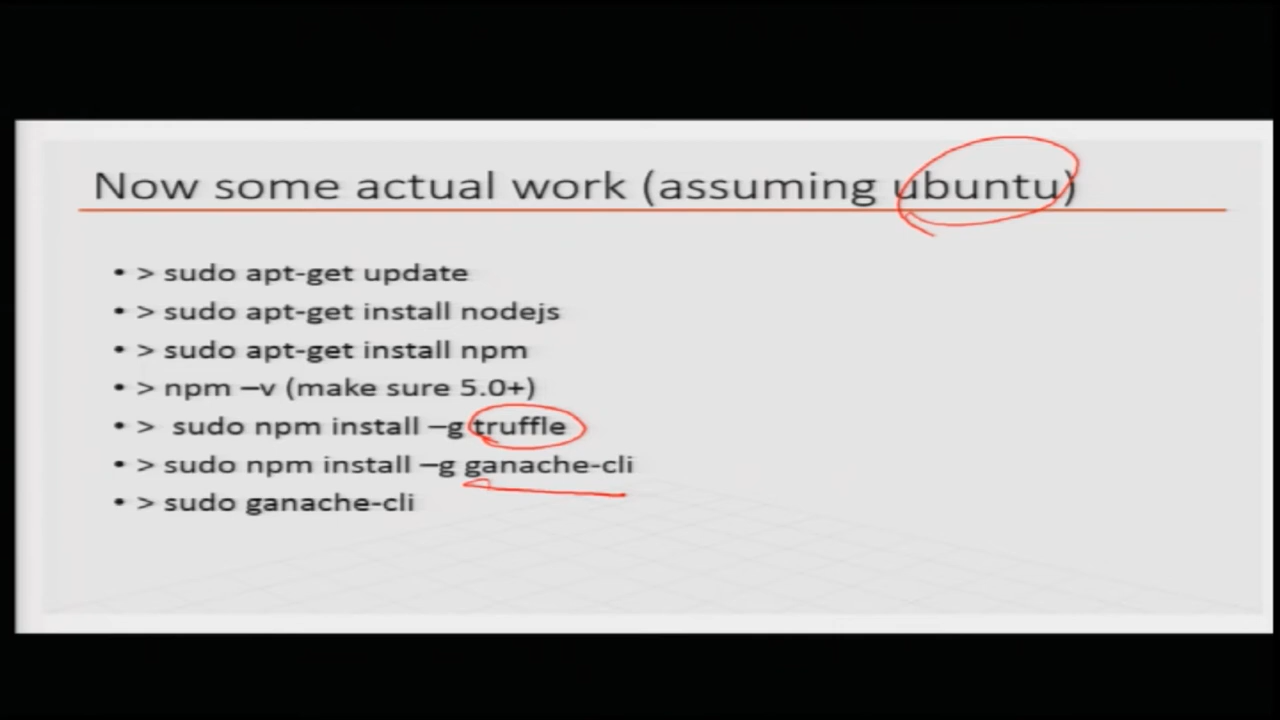 Now some actual work (assuming ubuntu)
• > sudo apt-get update
• > sudo apt-get install nodejs
• > sudo apt-get install npm
• > npm –v (make sure 5.0+)
• > sudo npm install –g truffle
• > sudo npm install –g ganache-cli
• > sudo ganache-cli